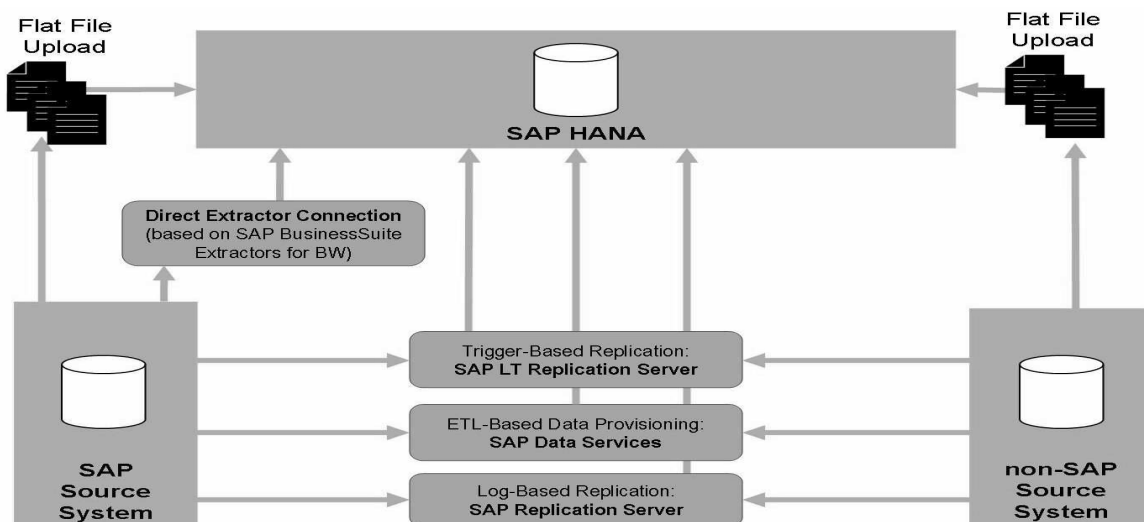 Flat File
Upload
Flat File
Upload
SAP HANA
Direct Extractor Connection
(based on SAP BusinessSuite
Extractors for BW)
Trigger-Based Replication:
SAP LT Replication Server
ETL-Based Data Provisioning:
SAP Data Services
Log-Based Replication:
SAP Replication Server
SAP
Source
System
non-SAP
Source
System